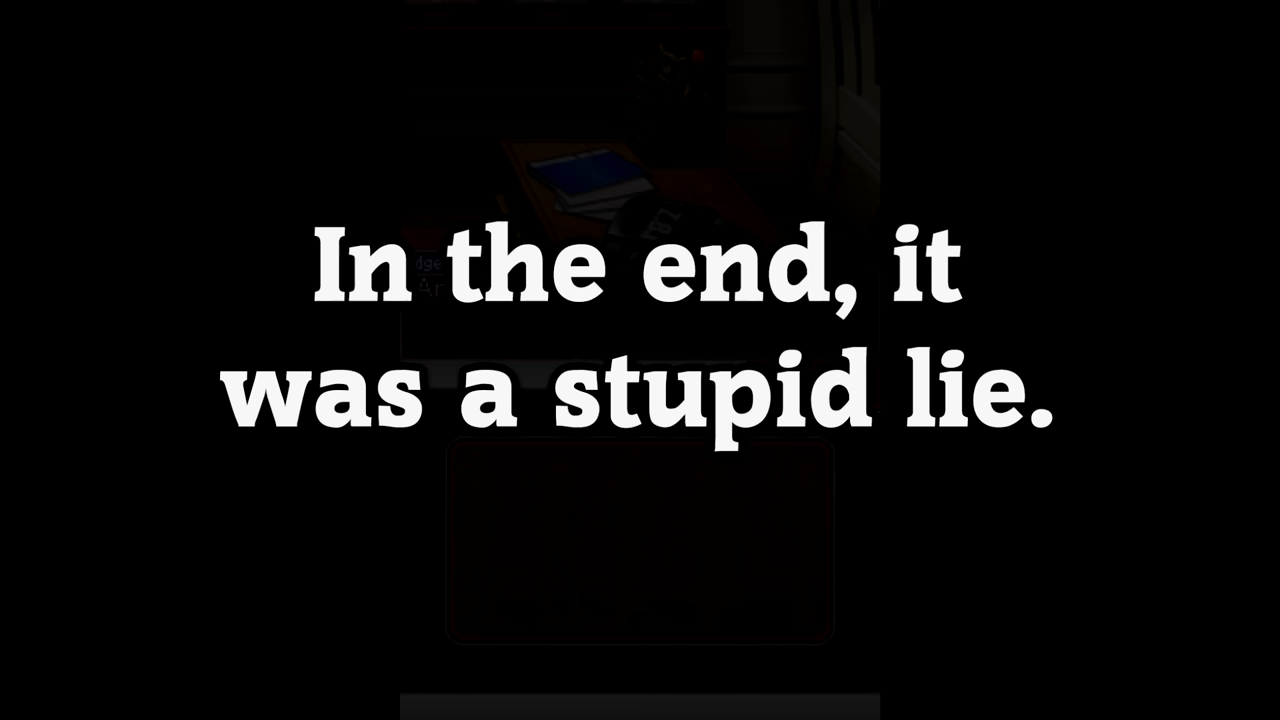 In the end, it
was a stupid lie.